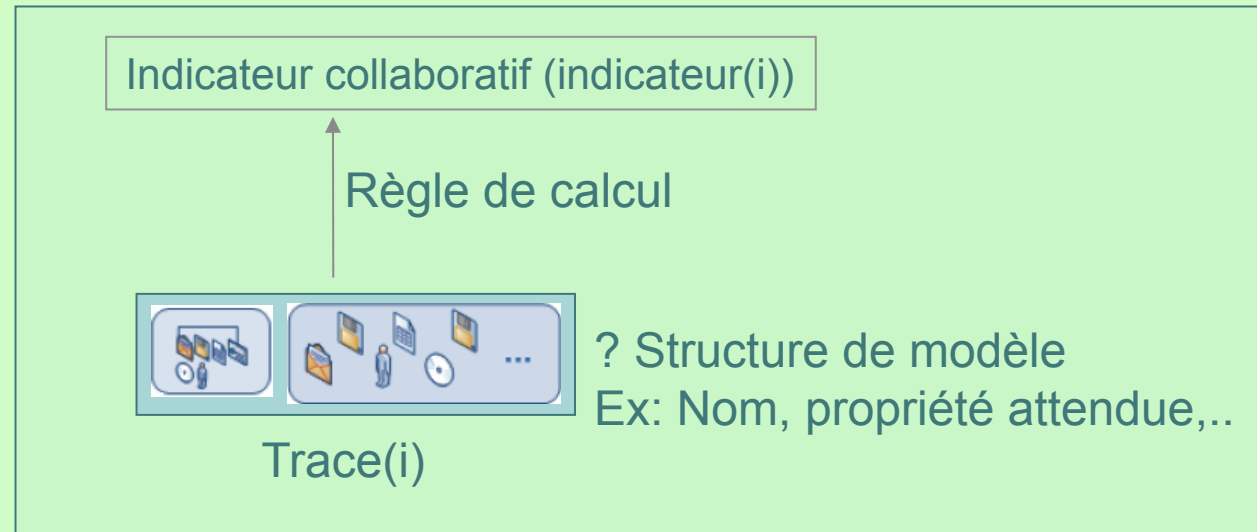 Indicateur collaboratif (indicateur(i))
Règle de calcul
...
? Structure de modèle
Ex: Nom, propriété attendue,..
Trace(i)